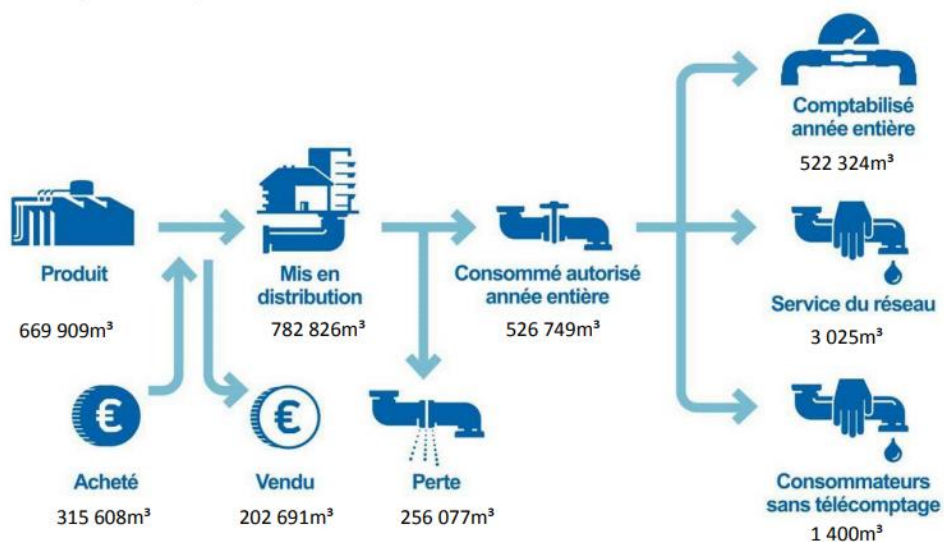 Comptabilisé
année entière
522 324m³
Produit
669 909m³
Mis en
distribution
782 826m³
Consommé autorisé
année entière
526 749m³
Service du réseau
3 025m³
€
Acheté
315 608m³
€
Vendu
202 691m³
Perte
256 077m³
Consommateurs
sans télécomptage
1 400m³